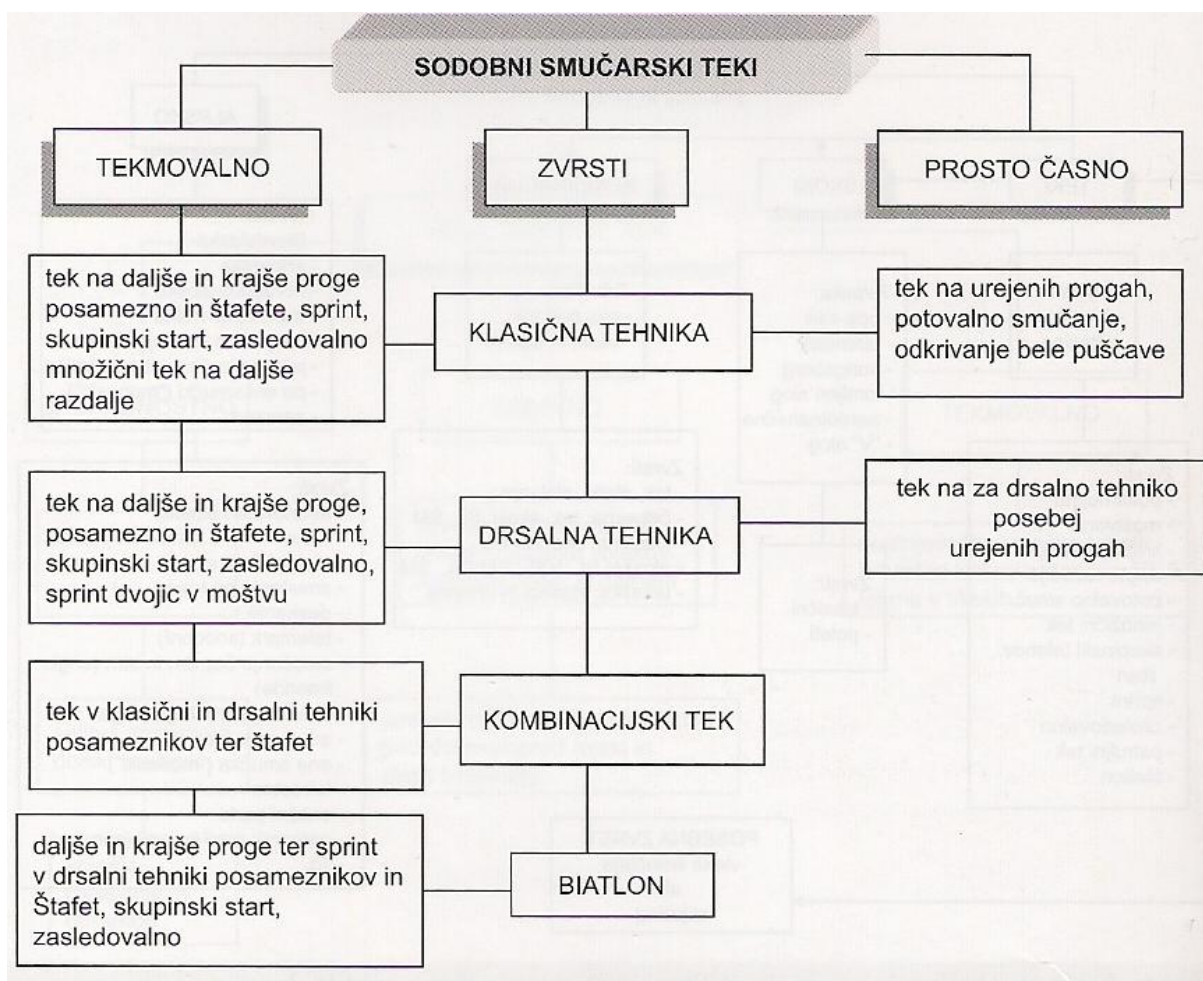 SODOBNI SMUČARSKI TEKI
TEKMOVALNO
ZVRSTI
PROSTO ČASNO
tek na daljše in krajše proge
posamezno in štafete, sprint,
skupinski start, zasledovalno
množični tek na daljše
razdalje
KLASIČNA TEHNIKA
tek na urejenih progah,
potovalno smučanje,
odkrivanje bele puščave
tek na daljše in krajše proge,
posamezno in štafete, sprint,
skupinski start, zasledovalno,
sprint dvojic v moštvu
DRSALNA TEHNIKA
tek na za drsalno tehniko
posebej
urejenih progah
tek v klasični in drsalni tehniki
posameznikov ter štafet
KOMBINACIJSKI TEK
daljše in krajše proge ter sprint
v drsalni tehniki posameznikov in
Štafet, skupinski start,
zasledovalno
BIATLON